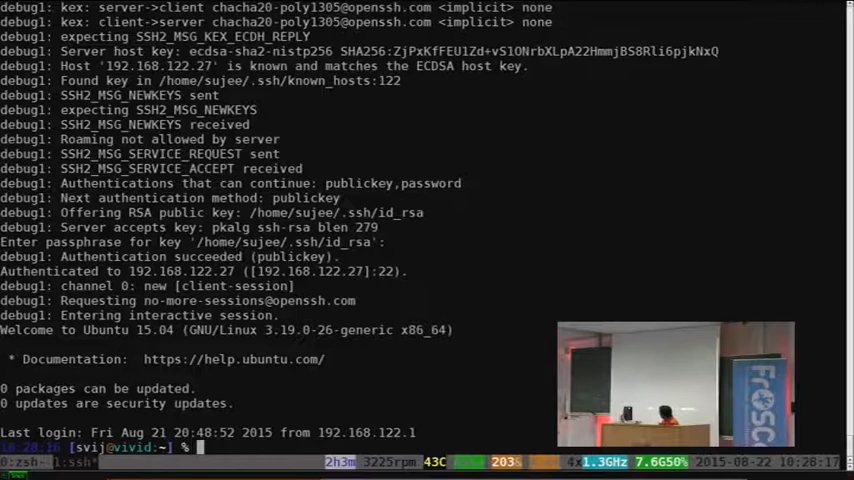 debug1: kex: server->client chacha20-poly1305@openssh.com <implicit> none
debug1: kex: client->server chacha20-poly1305@openssh.com <implicit> none
debug1: expecting SSH2_MSG_KEX_ECDH_REPLY
debug1: Server host key: ecdsa-sha2-nistp256 SHA256:ZjPxKfFEU1Zd+vS1ONrbXLpA22HmmjBS8Rli6pjkNxQ
debug1: Host '192.168.122.27' is known and matches the ECDSA host key.
debug1: Found key in /home/sujee/.ssh/known_hosts:122
debug1: SSH2_MSG_NEWKEYS sent
debug1: expecting SSH2_MSG_NEWKEYS
debug1: SSH2_MSG_NEWKEYS received
debug1: Roaming not allowed by server
debug1: SSH2_MSG_SERVICE_REQUEST sent
debug1: SSH2_MSG_SERVICE_ACCEPT received
debug1: Authentications that can continue: publickey,password
debug1: Next authentication method: publickey
debug1: Offering RSA public key: /home/sujee/.ssh/id_rsa
debug1: Server accepts key: pkalg ssh-rsa blen 279
Enter passphrase for key '/home/sujee/.ssh/id_rsa':
debug1: Authentication succeeded (publickey).
Authenticated to 192.168.122.27 ([192.168.122.27]:22).
debug1: channel 0: new [client-session]
debug1: Requesting no-more-sessions@openssh.com
debug1: Entering interactive session.
Welcome to Ubuntu 15.04 (GNU/Linux 3.19.0-26-generic x86_64)
* Documentation: https://help.ubuntu.com/
0 packages can be updated.
0 updates are security updates.
Last login: Fri Aug 21 20:48:52 2015 from 192.168.122.1
18:28:16 [svij@vivid:~] %
0:zsh- 1:ssh* 2h3m 3225rpm 43C 203 4x1.3GHz 7.6G50% 2015-08-22 10:28:17
FrOSCo